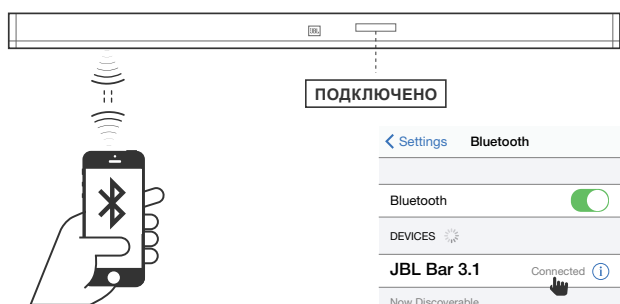 JBL
ПОДКЛЮЧЕНО
Settings Bluetooth
Bluetooth
DEVICES
JBL Bar 3.1 Connected
Now Discoverable